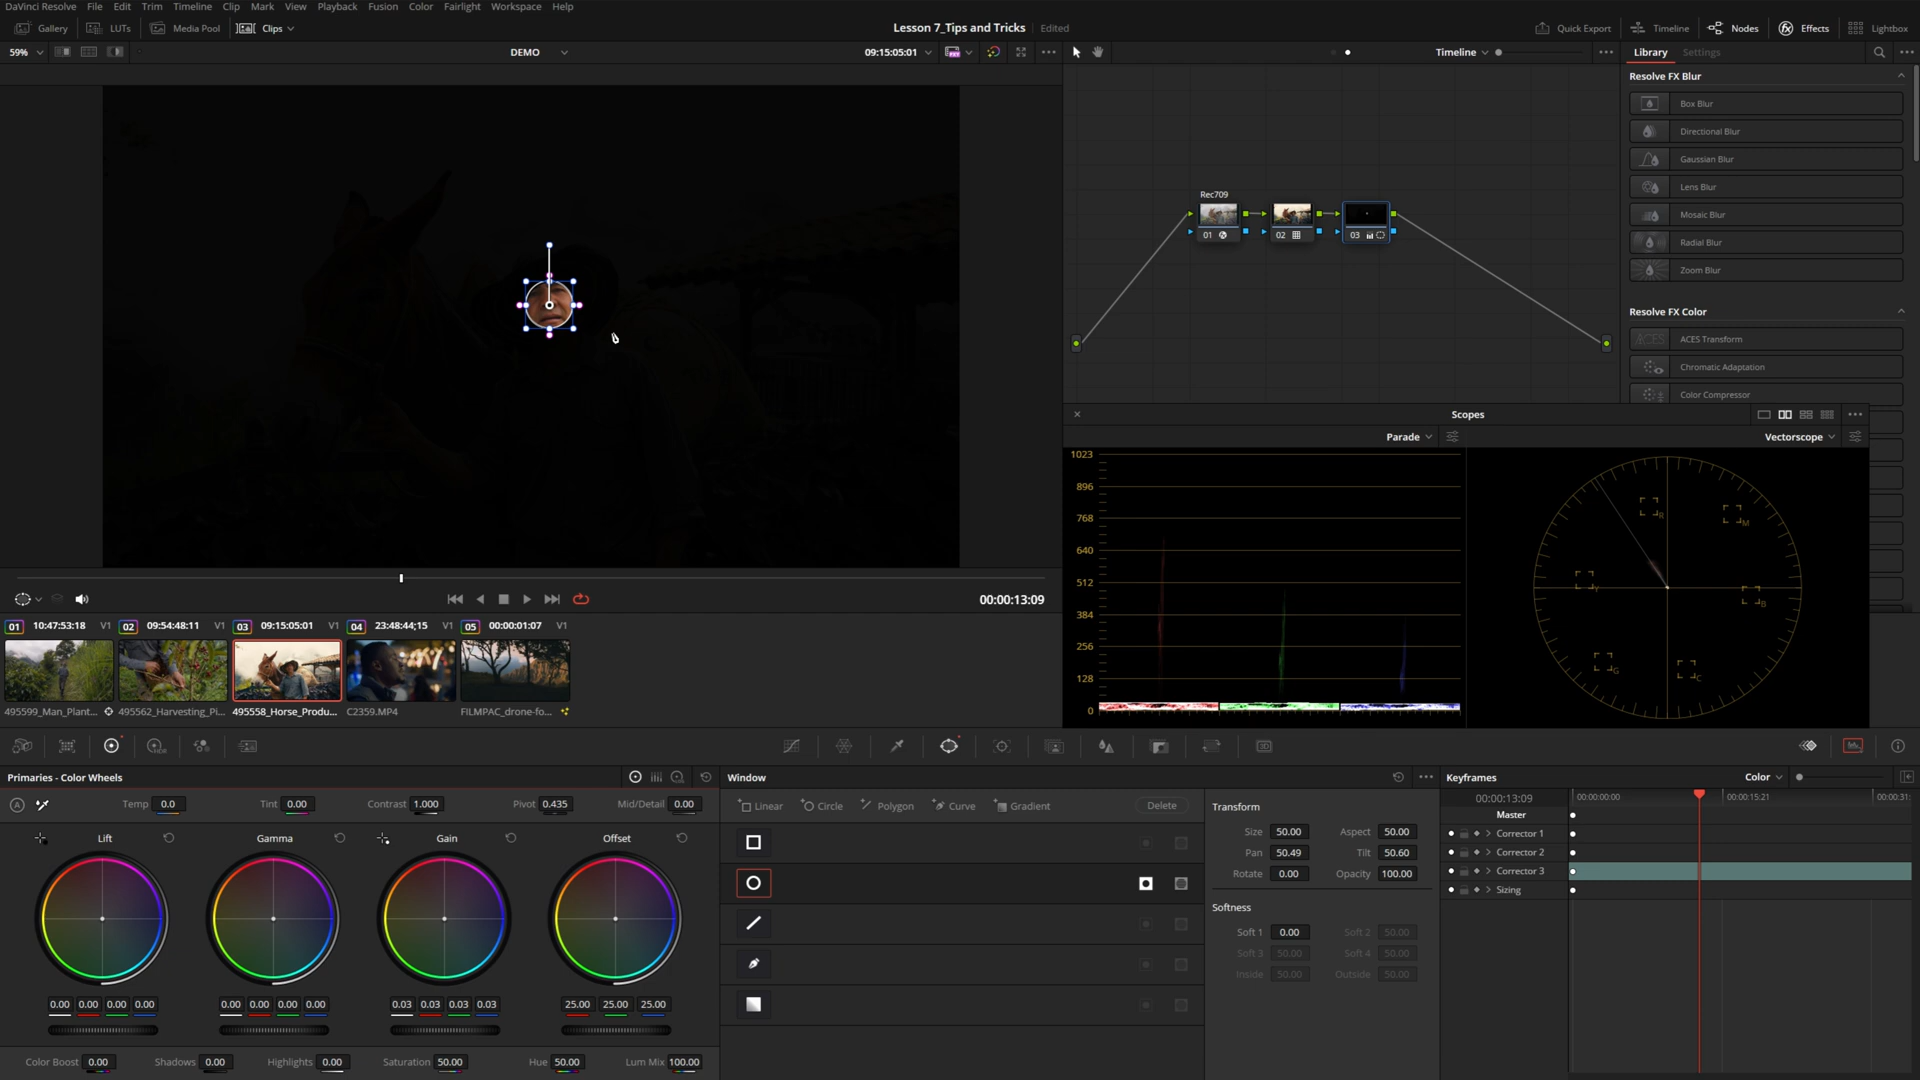 DaVinci Resolve File Edit Trim Timeline Clip Mark View Playback Fusion Color Fairlight Workspace Help
Gallery LUTs Media Pool Clips Lesson 7_Tips and Tricks Edited Quick Export Timeline Nodes Effects Lightbox
59% DEMO 09:15:05:01 Timeline Library Settings
Resolve FX Blur
Box Blur
Directional Blur
Gaussian Blur
Lens Blur
Mosaic Blur
Radial Blur
Zoom Blur
Resolve FX Color
ACES Transform
Chromatic Adaptation
Color Compressor
Rec709
01 02 03
Scopes
Parade Vectorscope
1023
896
768
640
512
384
256
128
0
R
M
Y
B
G
C
00:00:13:09
01 10:47:53:18 V1 02 09:54:48:11 V1 03 09:15:05:01 V1 04 23:48:44;15 V1 05 00:00:01:07 V1
495599_Man_Plant... 495562_Harvesting_Pi... 495558_Horse_Produ... C2359.MP4 FILMPAC_drone-fo...
Primaries - Color Wheels
Temp 0.0 Tint 0.00 Contrast 1.000 Pivot 0.435 Mid/Detail 0.00
Lift Gamma Gain Offset
0.00 0.00 0.00 0.00 0.00 0.00 0.00 0.00 0.03 0.03 0.03 0.03 25.00 25.00 25.00
Color Boost 0.00 Shadows 0.00 Highlights 0.00 Saturation 50.00 Hue 50.00 Lum Mix 100.00
Window
Linear Circle Polygon Curve Gradient Delete
Transform
Size 50.00 Aspect 50.00
Pan 50.49 Tilt 50.60
Rotate 0.00 Opacity 100.00
Softness
Soft 1 0.00 Soft 2 50.00
Soft 3 50.00 Soft 4 50.00
Inside 50.00 Outside 50.00
Keyframes Color
00:00:13:09 00:00:00:00 00:00:15:21 00:00:31:
Master
Corrector 1
Corrector 2
Corrector 3
Sizing